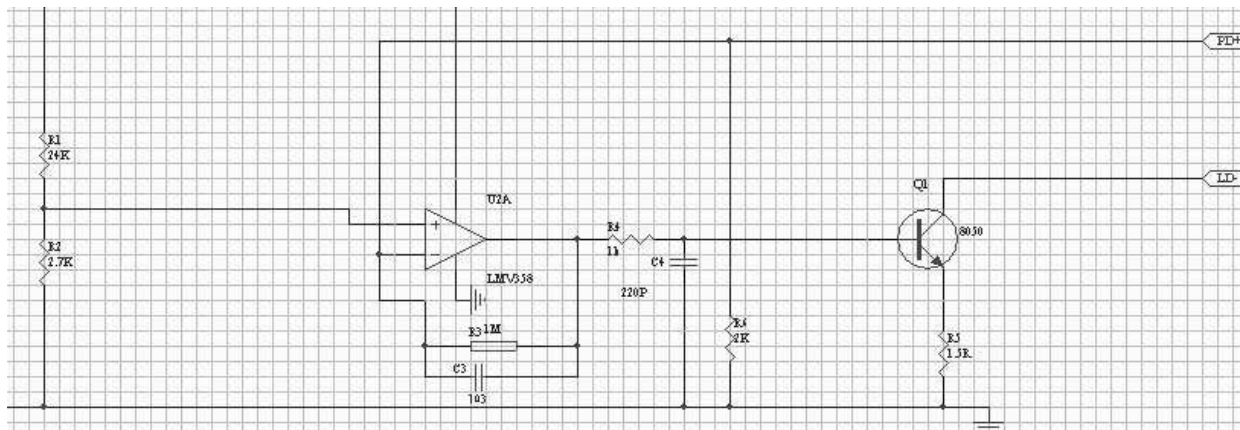 PD+
R1
24K
Q1
LD-
U2A
+
R4
8050
-
R2
2.7K
1k
C4
LMV358
220P
R3
1M
R6
2K
R5
1.5R
C3
103